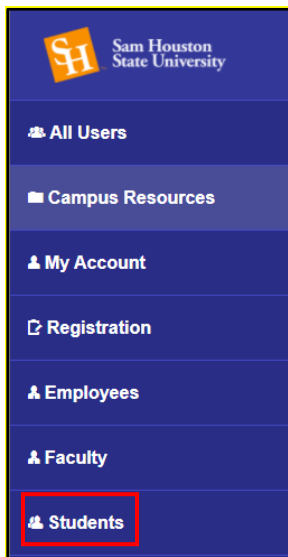 SH
Sam Houston
State University
All Users
Campus Resources
My Account
Registration
Employees
Faculty
Students